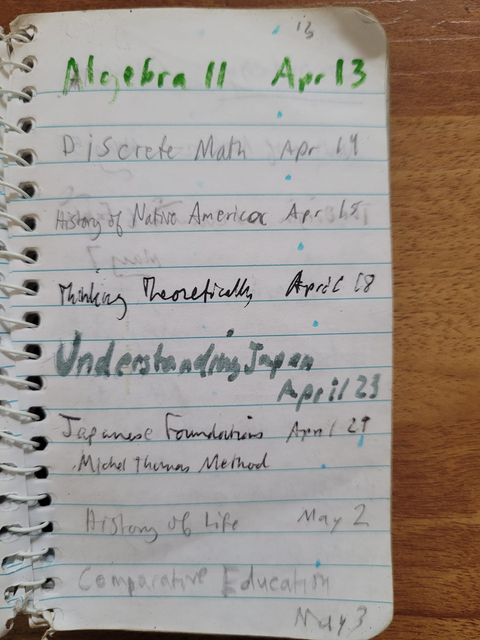 13
Algebra II Apr 13
Discrete Math Apr 14
History of Native America Apr 15
Thinking Theoretically April 18
Understanding Japan
April 23
Japanese Foundations April 29
Michel Thomas Method
History of Life May 2
Comparative Education
May 3